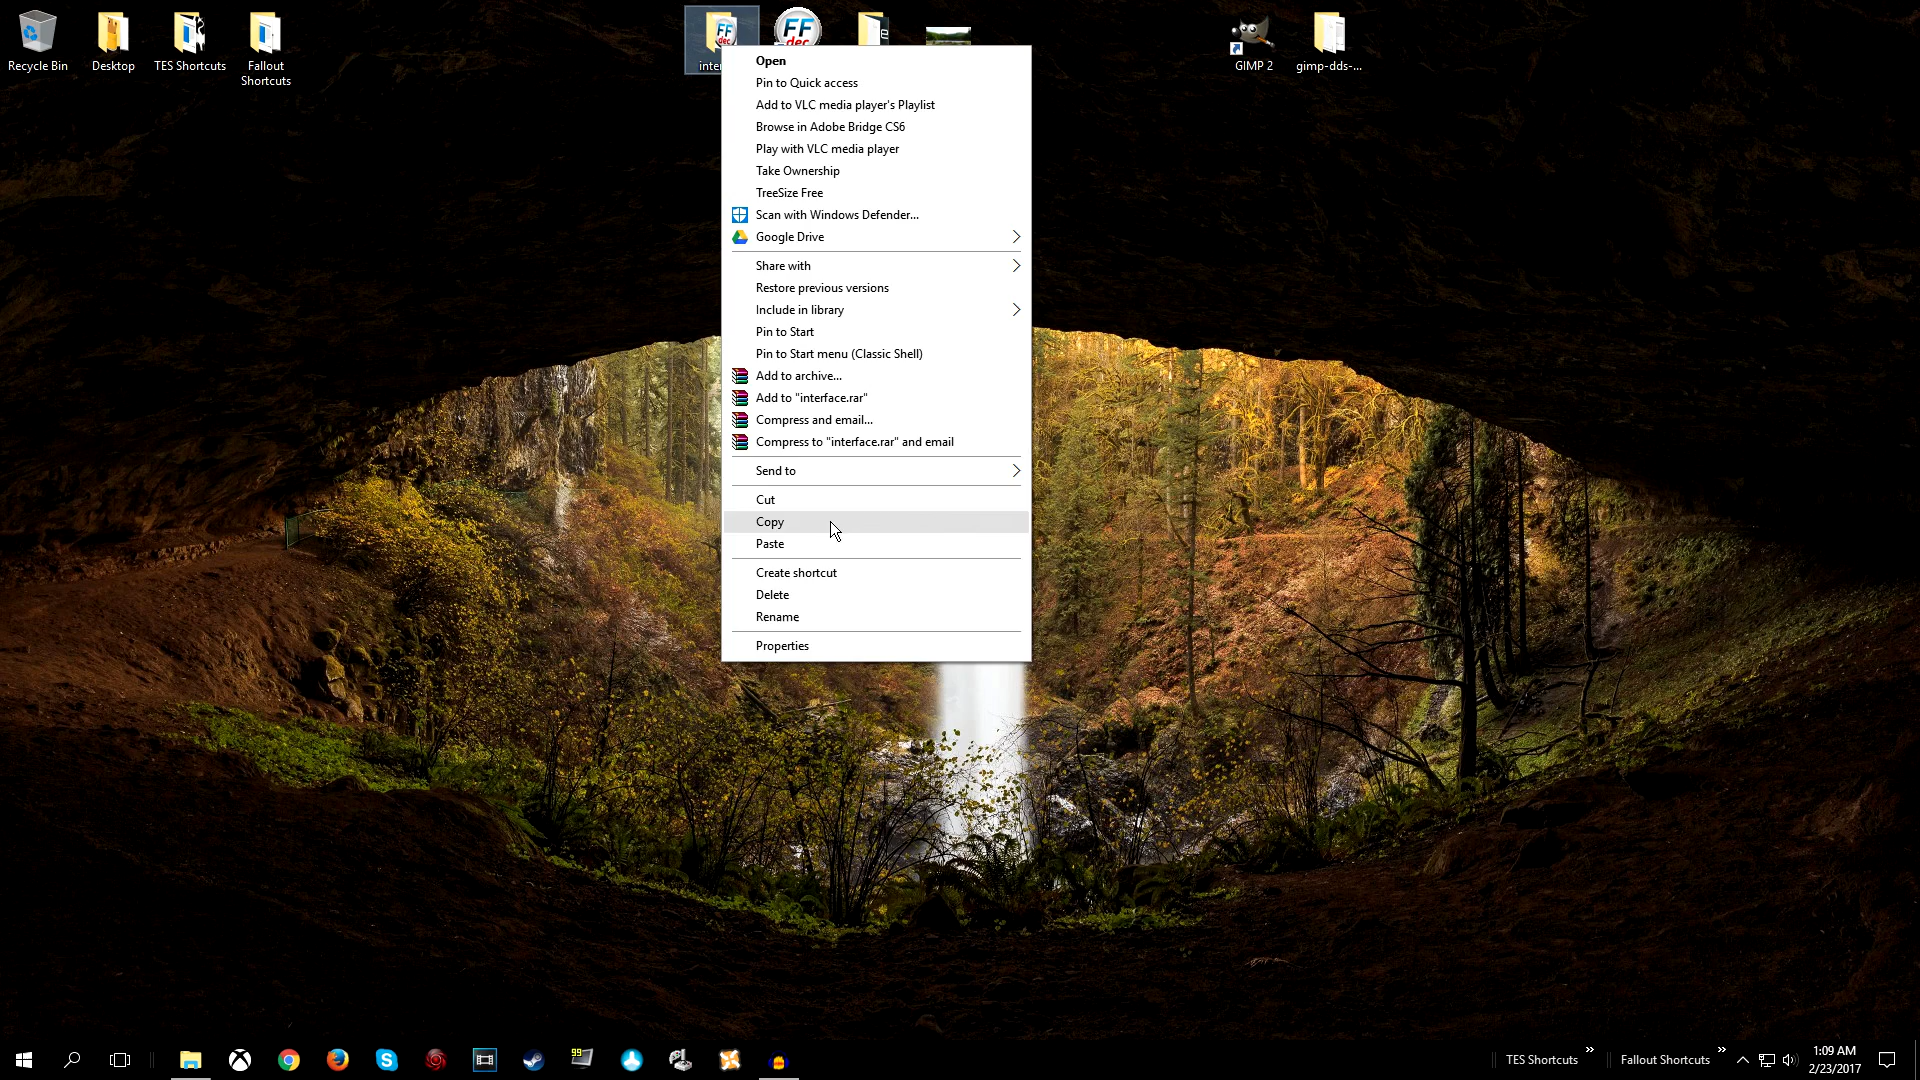 Recycle Bin
Desktop
TES Shortcuts
Fallout
Shortcuts
FF
dec
FF
dec
GIMP 2
gimp-dds-...
Open
Pin to Quick access
Add to VLC media player's Playlist
Browse in Adobe Bridge CS6
Play with VLC media player
Take Ownership
TreeSize Free
Scan with Windows Defender...
Google Drive
Share with
Restore previous versions
Include in library
Pin to Start
Pin to Start menu (Classic Shell)
Add to archive...
Add to "interface.rar"
Compress and email...
Compress to "interface.rar" and email
Send to
Cut
Copy
Paste
Create shortcut
Delete
Rename
Properties
99
TES Shortcuts »
Fallout Shortcuts »
1:09 AM
2/23/2017